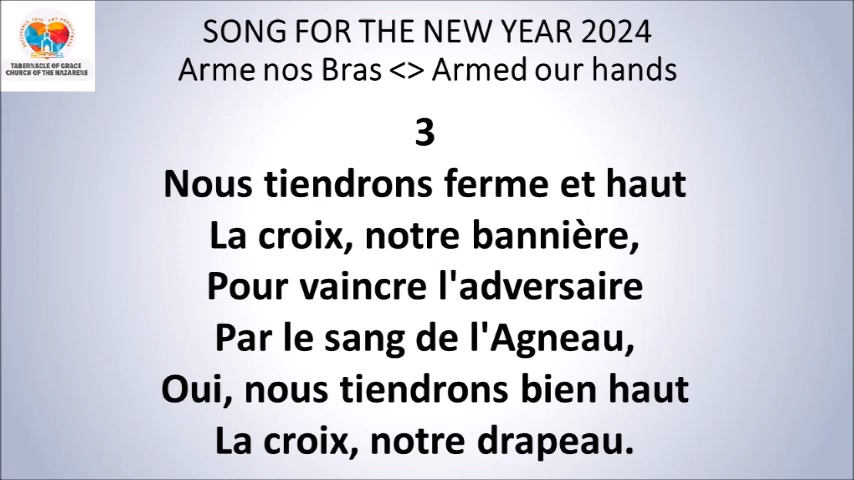 TABERNACLE OF GRACE
CHURCH OF THE NAZARENE
SONG FOR THE NEW YEAR 2024
Arme nos Bras <> Armed our hands
3
Nous tiendrons ferme et haut
La croix, notre bannière,
Pour vaincre l'adversaire
Par le sang de l'Agneau,
Oui, nous tiendrons bien haut
La croix, notre drapeau.